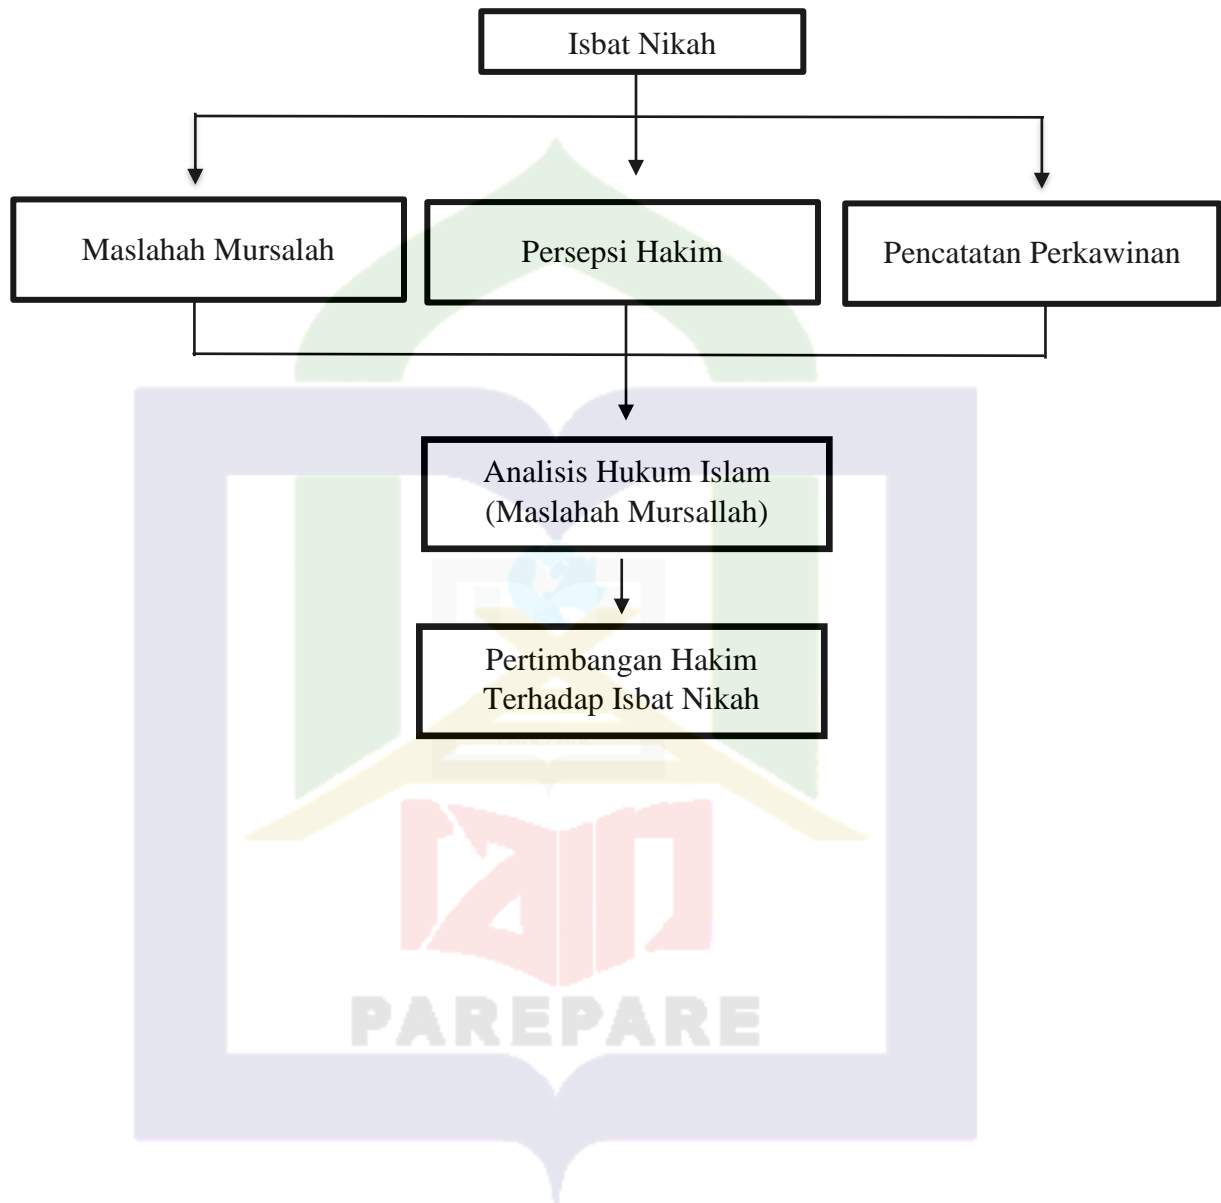 Isbat Nikah
Maslahah Mursalah
Persepsi Hakim
Pencatatan Perkawinan
Analisis Hukum Islam
(Maslahah Mursallah)
Pertimbangan Hakim
Terhadap Isbat Nikah
iain
PAREPARE